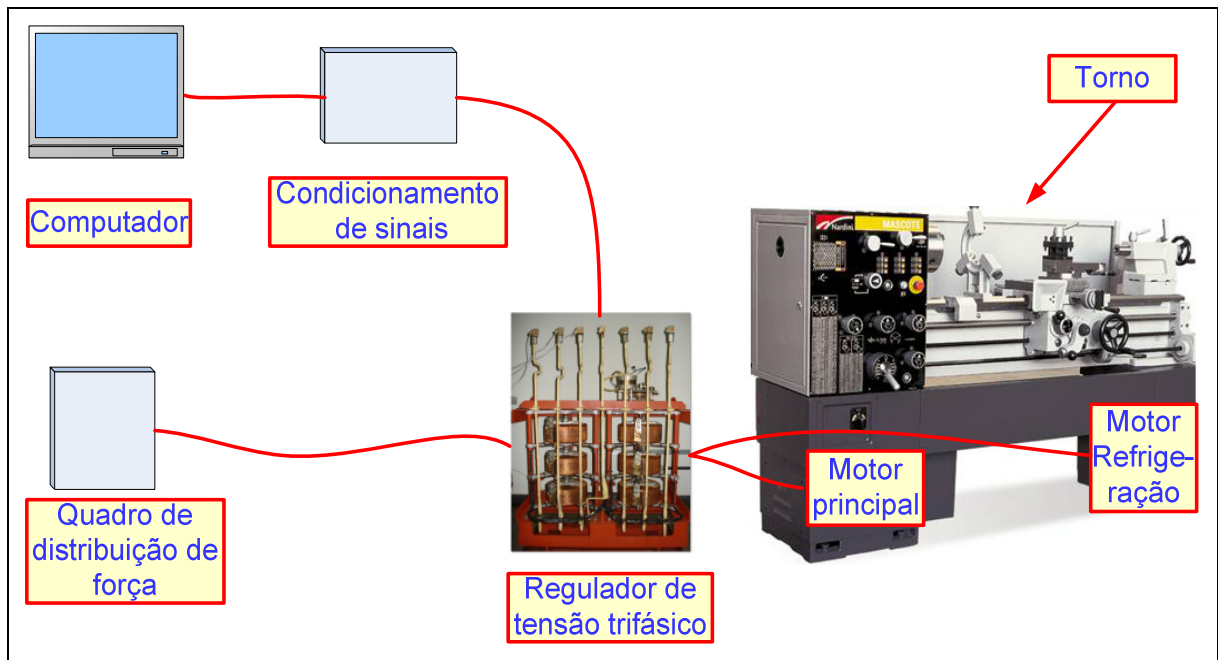 Torno
Computador
Condicionamento
de sinais
Nardini
MASCOTE
Motor
Refrige-
ração
Motor
principal
Quadro de
distribuição de
força
Regulador de
tensão trifásico